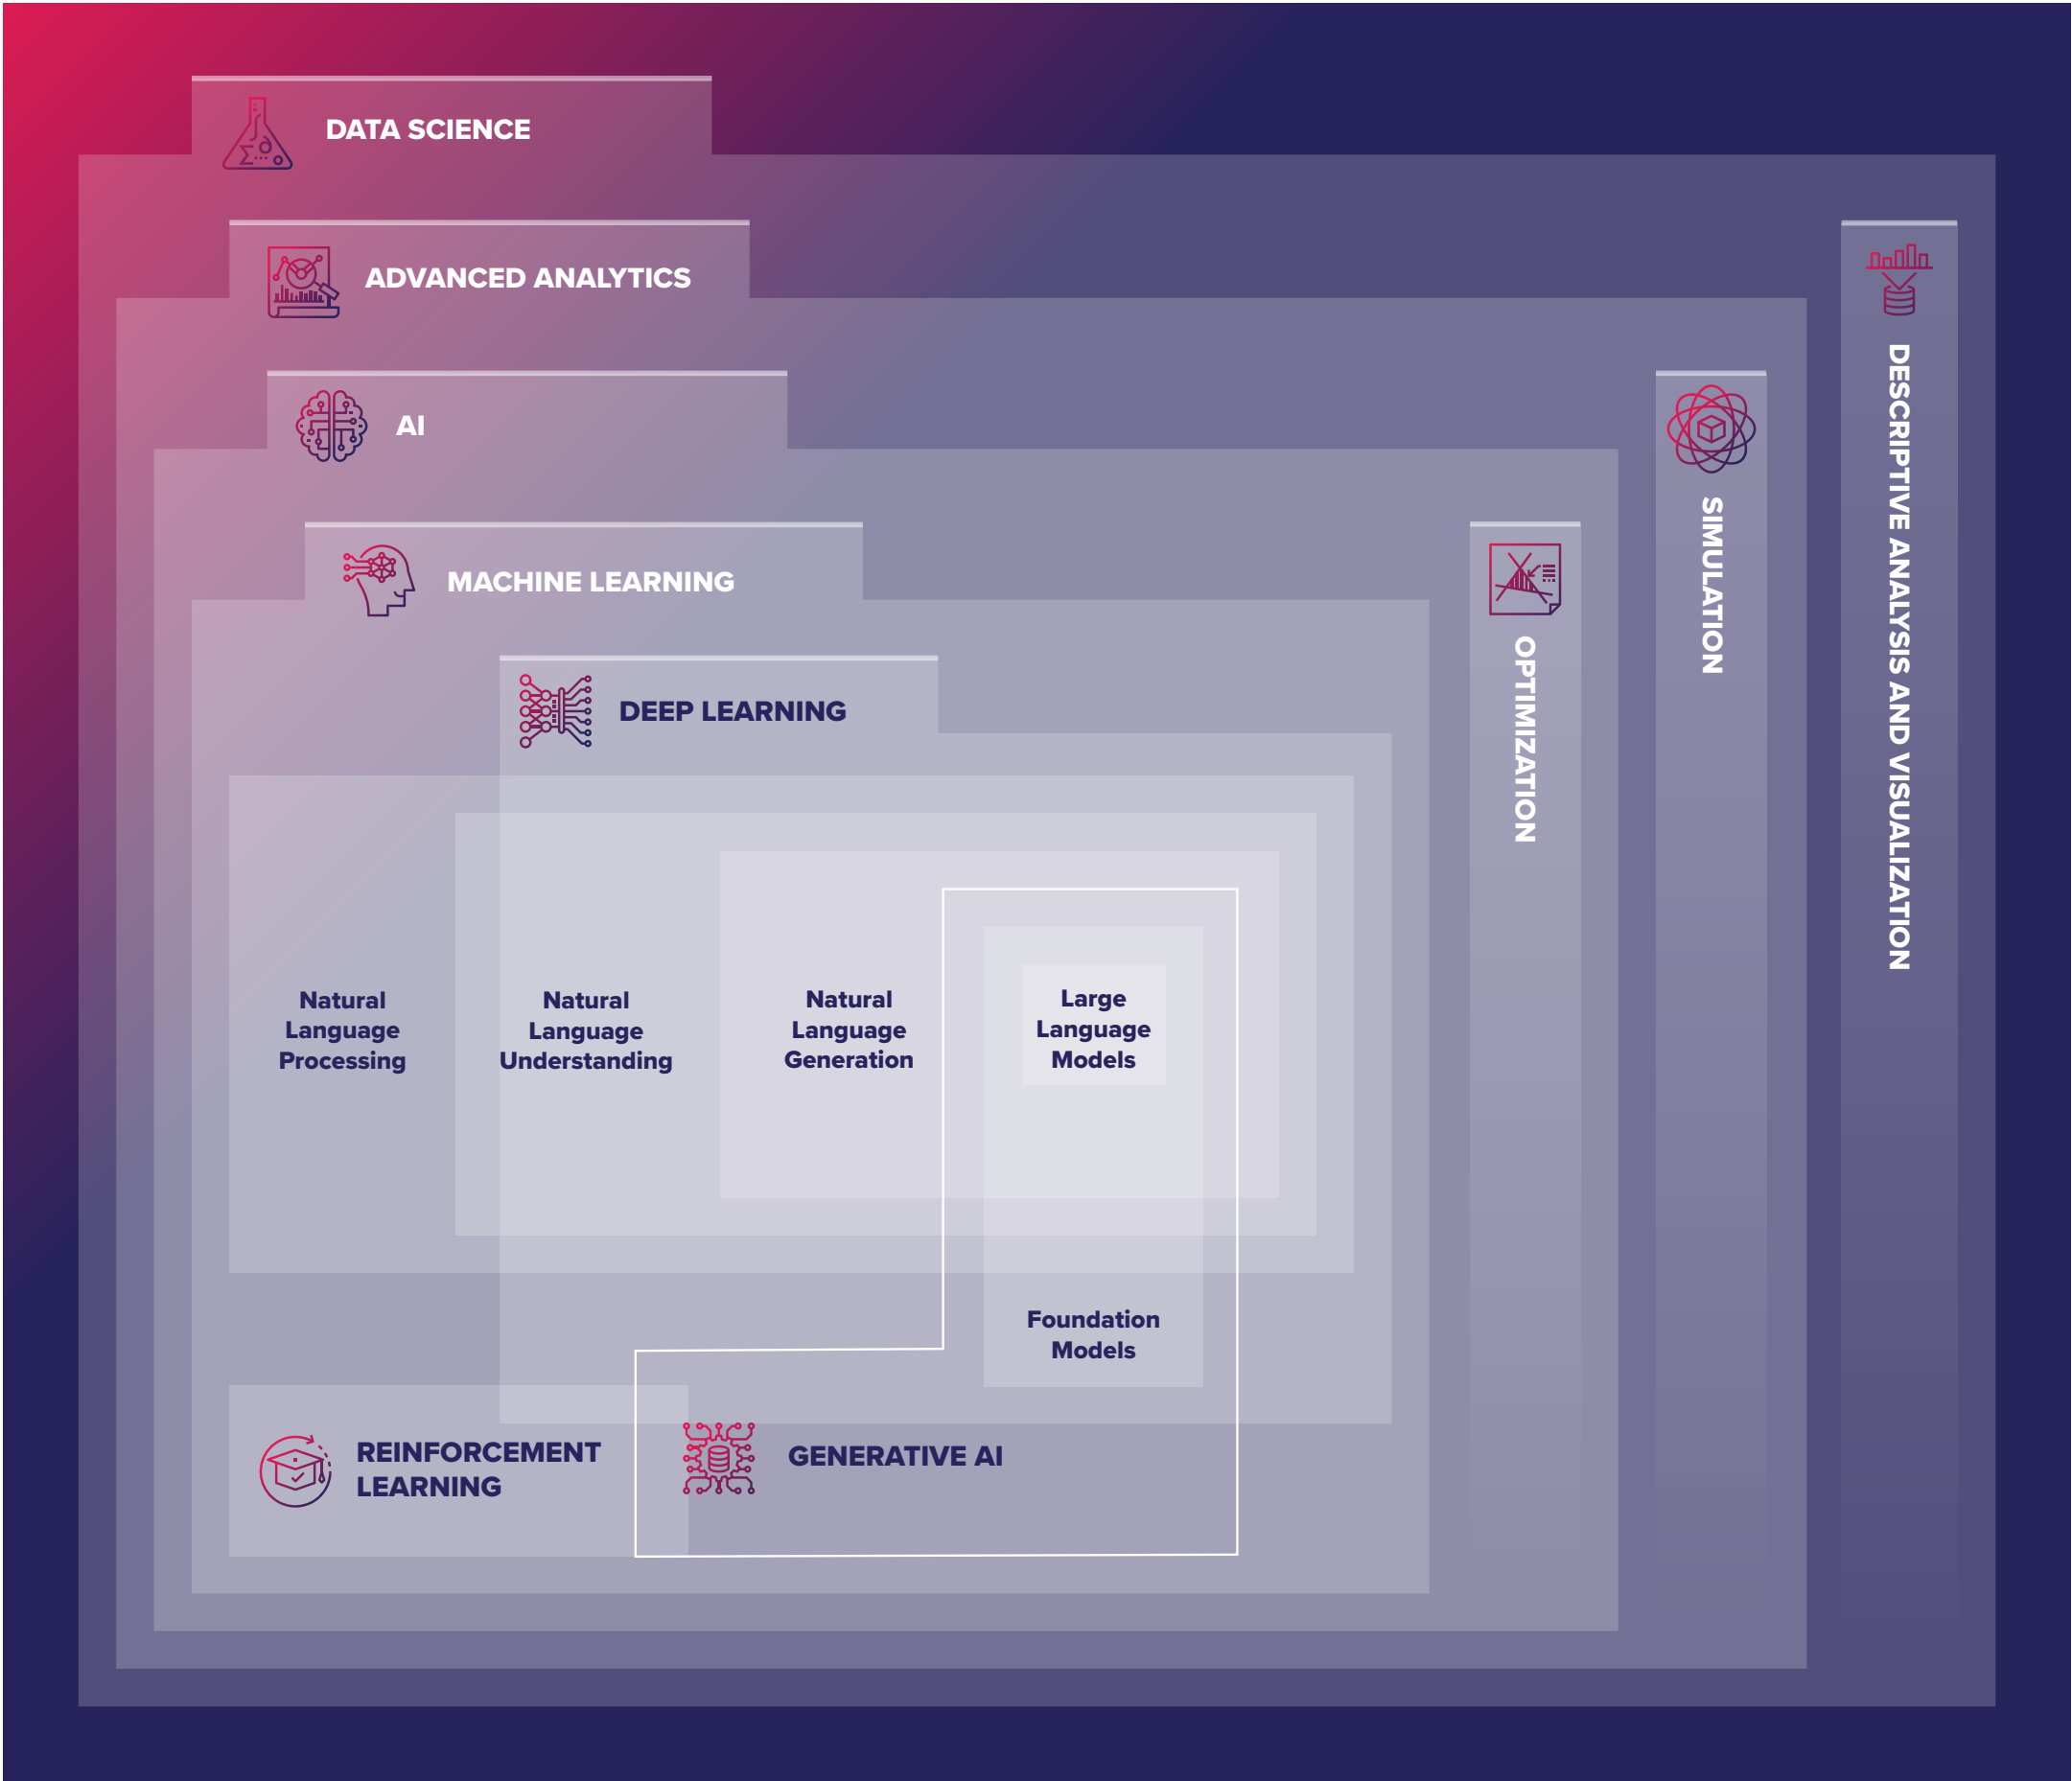 DATA SCIENCE
ADVANCED ANALYTICS
AI
MACHINE LEARNING
DEEP LEARNING
OPTIMIZATION
SIMULATION
DESCRIPTIVE ANALYSIS AND VISUALIZATION
Natural
Language
Processing
Natural
Language
Understanding
Natural
Language
Generation
Large
Language
Models
Foundation
Models
REINFORCEMENT
LEARNING
GENERATIVE AI